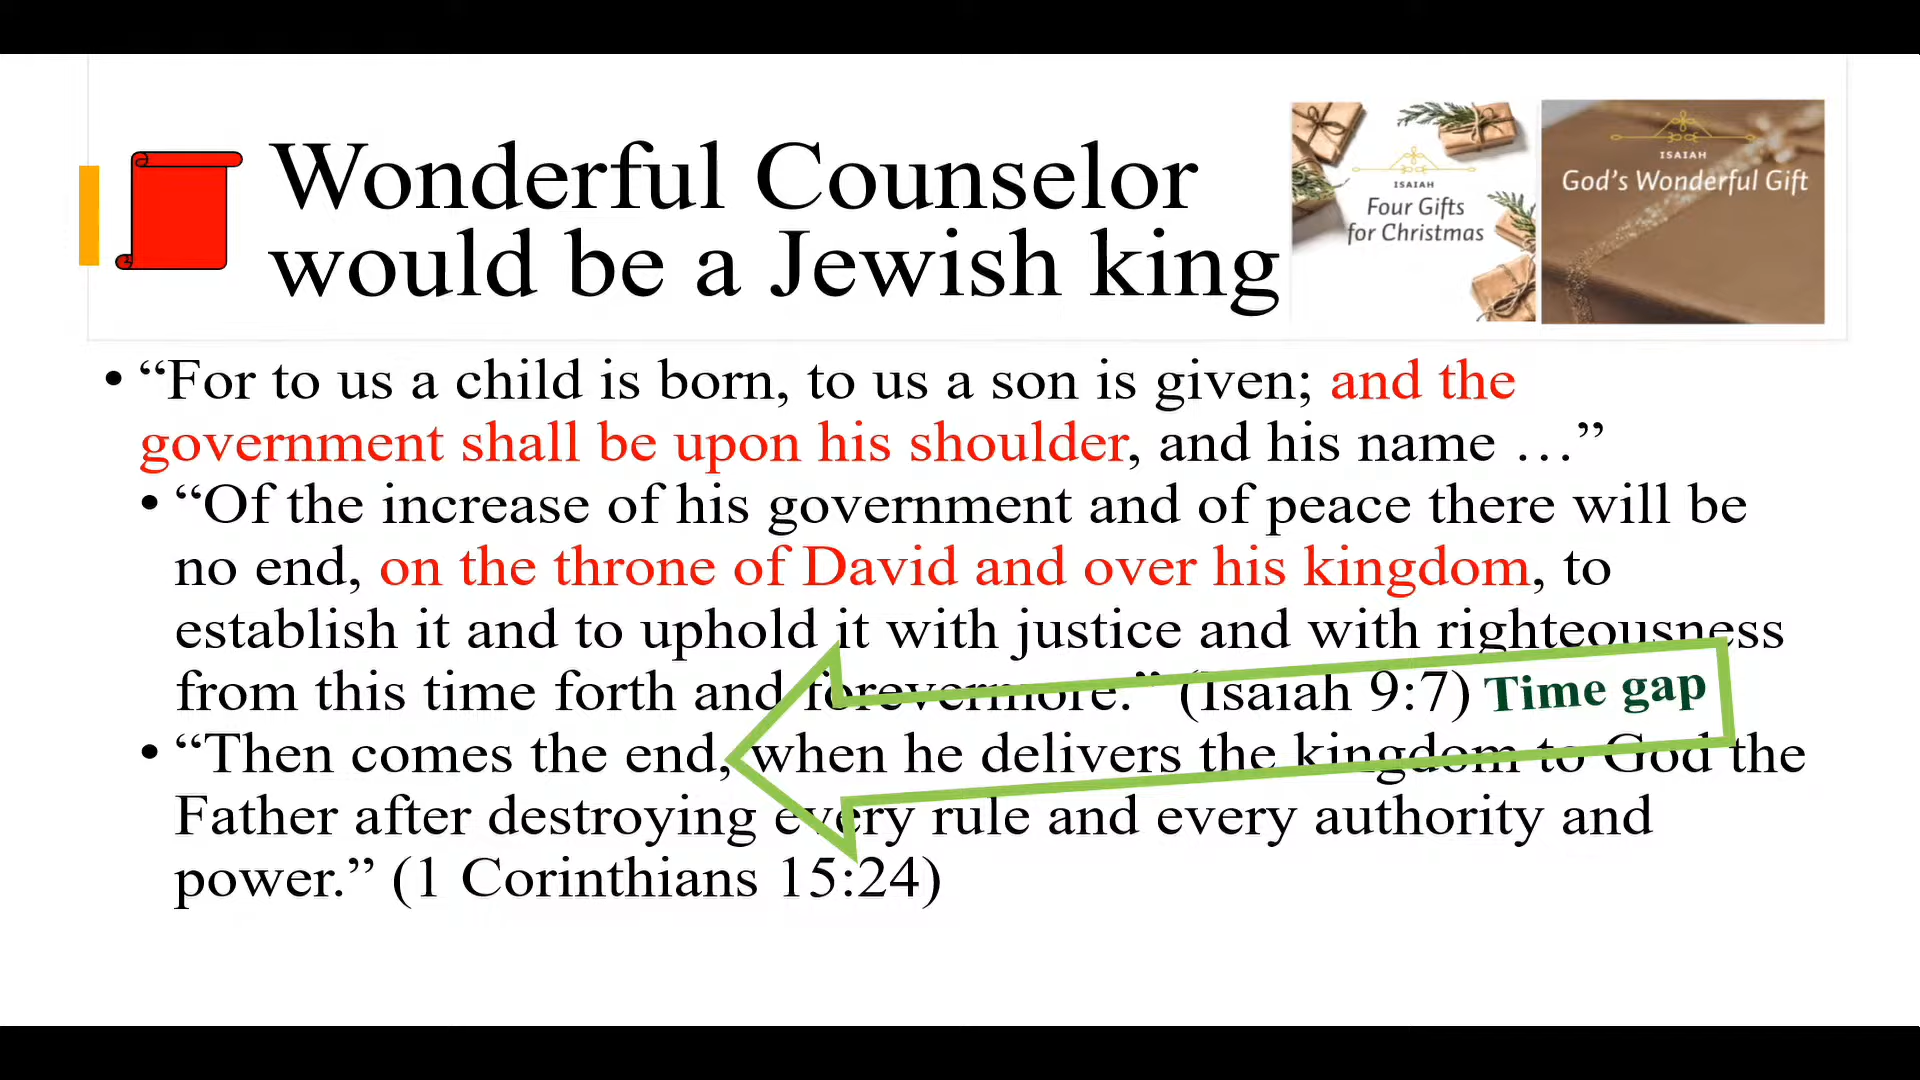 Wonderful Counselor
would be a Jewish king
ISAIAH
Four Gifts
for Christmas
ISAIAH
God's Wonderful Gift
• “For to us a child is born, to us a son is given; and the
government shall be upon his shoulder, and his name …”
• “Of the increase of his government and of peace there will be
no end, on the throne of David and over his kingdom, to
establish it and to uphold it with justice and with righteousness
from this time forth and forevermore.” (Isaiah 9:7) Time gap
• “Then comes the end, when he delivers the kingdom to God the
Father after destroying every rule and every authority and
power.” (1 Corinthians 15:24)